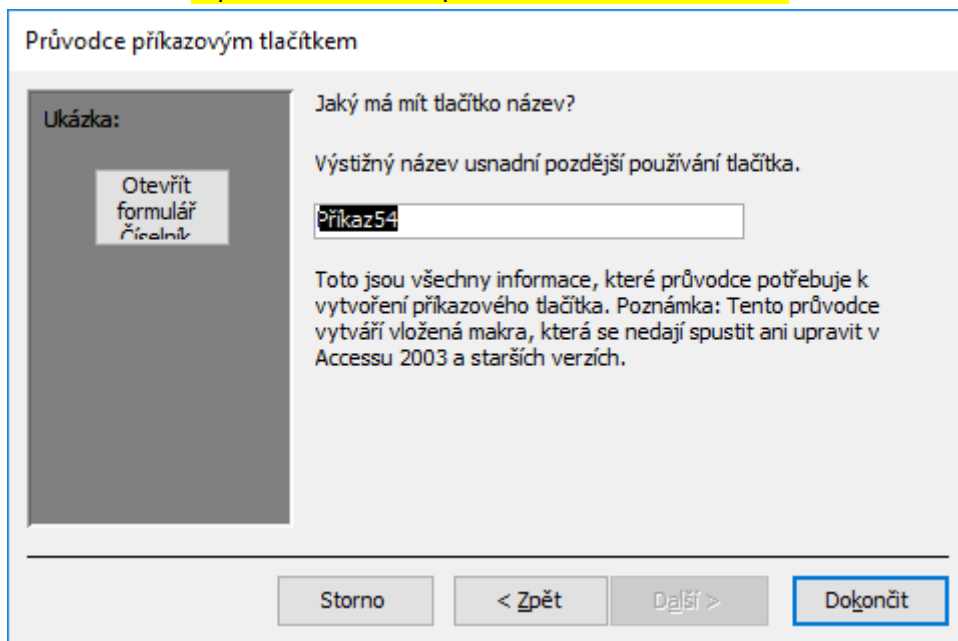 Průvodce příkazovým tlačítkem
Ukázka:
Otevřít
formulář
Číselník
Jaký má mít tlačítko název?
Výstižný název usnadní pozdější používání tlačítka.
Příkaz54
Toto jsou všechny informace, které průvodce potřebuje k
vytvoření příkazového tlačítka. Poznámka: Tento průvodce
vytváří vložená makra, která se nedají spustit ani upravit v
Accessu 2003 a starších verzích.
Storno
< Zpět
Další >
Dokončit